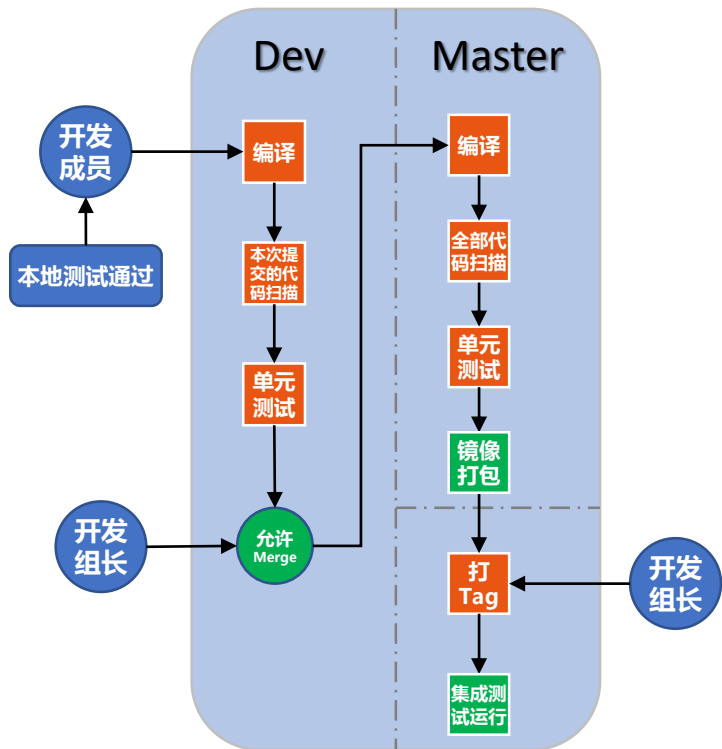 Dev
Master
开发
成员
本地测试通过
编译
本次提
交的代
码扫描
单元
测试
开发
组长
允许
Merge
编译
全部代
码扫描
单元
测试
镜像
打包
打
Tag
开发
组长
集成测
试运行